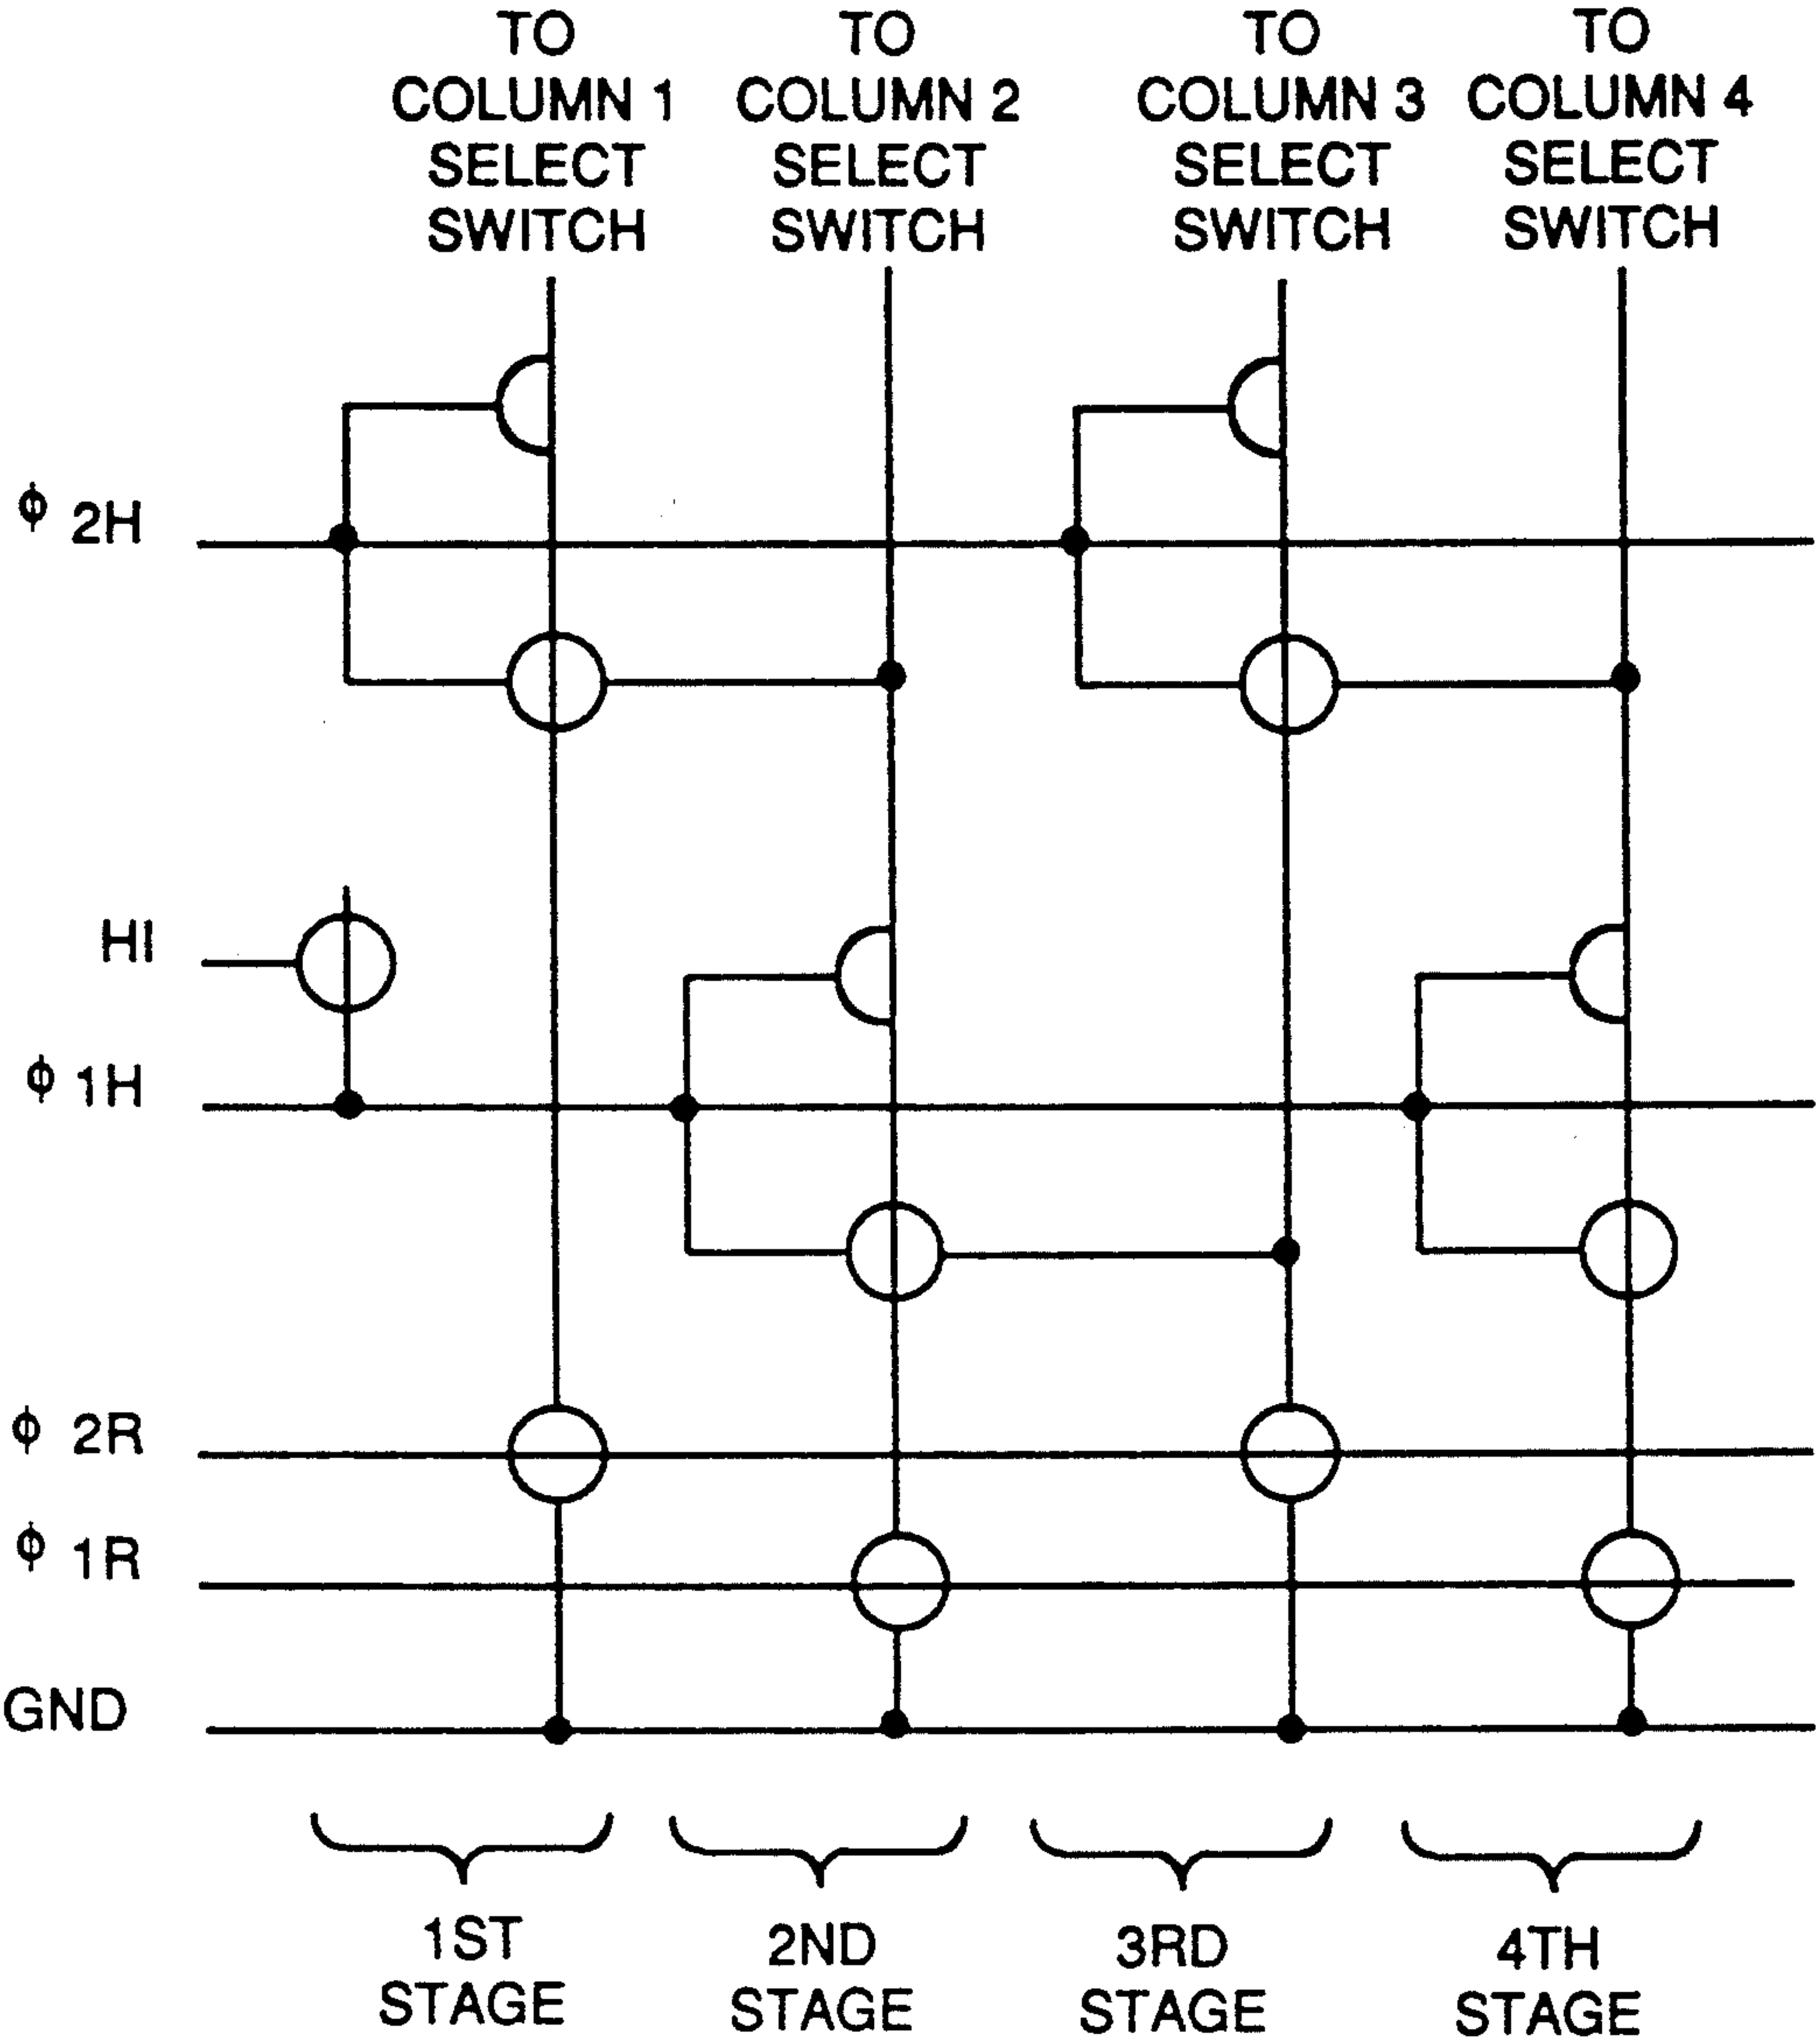 TO
COLUMN 1
SELECT
SWITCH
TO
COLUMN 2
SELECT
SWITCH
TO
COLUMN 3
SELECT
SWITCH
TO
COLUMN 4
SELECT
SWITCH
ϕ 2H
HI
ϕ 1H
ϕ 2R
ϕ 1R
GND
1ST
STAGE
2ND
STAGE
3RD
STAGE
4TH
STAGE